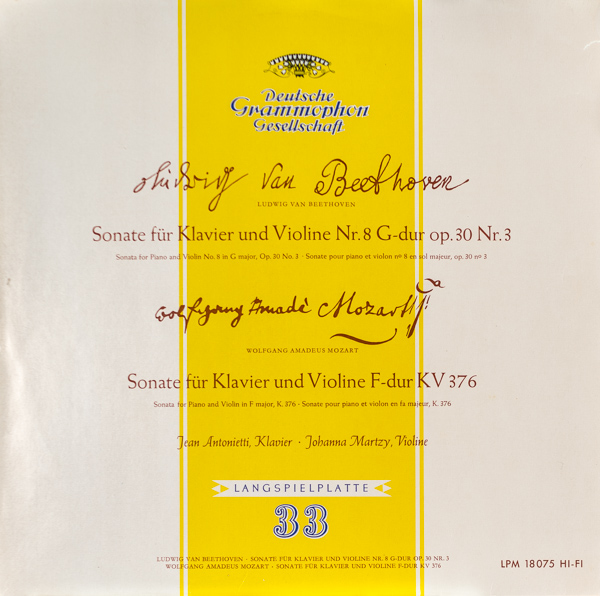 Deutsche
Grammophon
Gesellschaft
Ludwig van Beethoven
LUDWIG VAN BEETHOVEN
Sonate für Klavier und Violine Nr. 8 G-dur op. 30 Nr. 3
Sonata for Piano and Violin No. 8 in G major, Op. 30 No. 3 · Sonate pour piano et violon nº 8 en sol majeur, op. 30 nº 3
Wolfgang Amadè Mozart
WOLFGANG AMADEUS MOZART
Sonate für Klavier und Violine F-dur KV 376
Sonata for Piano and Violin in F major, K. 376 · Sonate pour piano et violon en fa majeur, K. 376
Jean Antonietti, Klavier · Johanna Martzy, Violine
LANGSPIELPLATTE
33
LUDWIG VAN BEETHOVEN – SONATE FÜR KLAVIER UND VIOLINE NR. 8 G-DUR OP. 30 NR. 3
WOLFGANG AMADEUS MOZART · SONATE FÜR KLAVIER UND VIOLINE F-DUR KV 376
LPM 18075 HI-FI